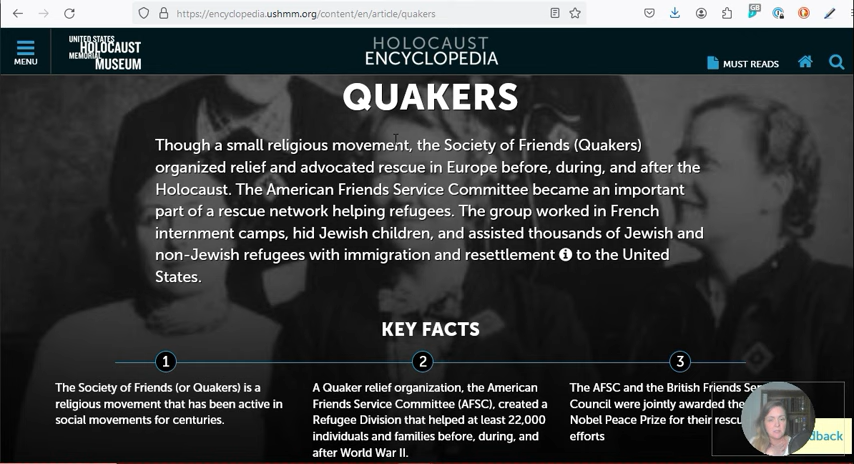 https://encyclopedia.ushmm.org/content/en/article/quakers
GB
MENU
UNITED STATES
HOLOCAUST
MEMORIAL
MUSEUM
HOLOCAUST
ENCYCLOPEDIA
MUST READS
QUAKERS
Though a small religious movement, the Society of Friends (Quakers)
organized relief and advocated rescue in Europe before, during, and after the
Holocaust. The American Friends Service Committee became an important
part of a rescue network helping refugees. The group worked in French
internment camps, hid Jewish children, and assisted thousands of Jewish and
non-Jewish refugees with immigration and resettlement i to the United
States.
KEY FACTS
1
The Society of Friends (or Quakers) is a
religious movement that has been active in
social movements for centuries.
2
A Quaker relief organization, the American
Friends Service Committee (AFSC), created a
Refugee Division that helped at least 22,000
individuals and families before, during, and
after World War II.
3
The AFSC and the British Friends
Council were jointly awarded the
Nobel Peace Prize for their
efforts